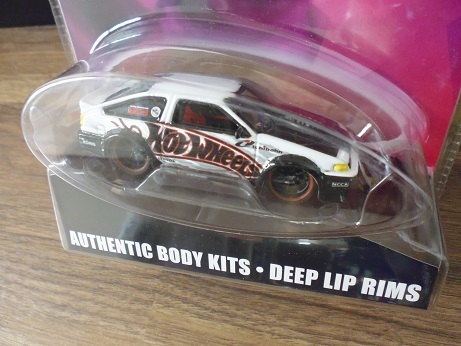 HOT WHEELS
AUTHENTIC BODY KITS • DEEP LIP RIMS